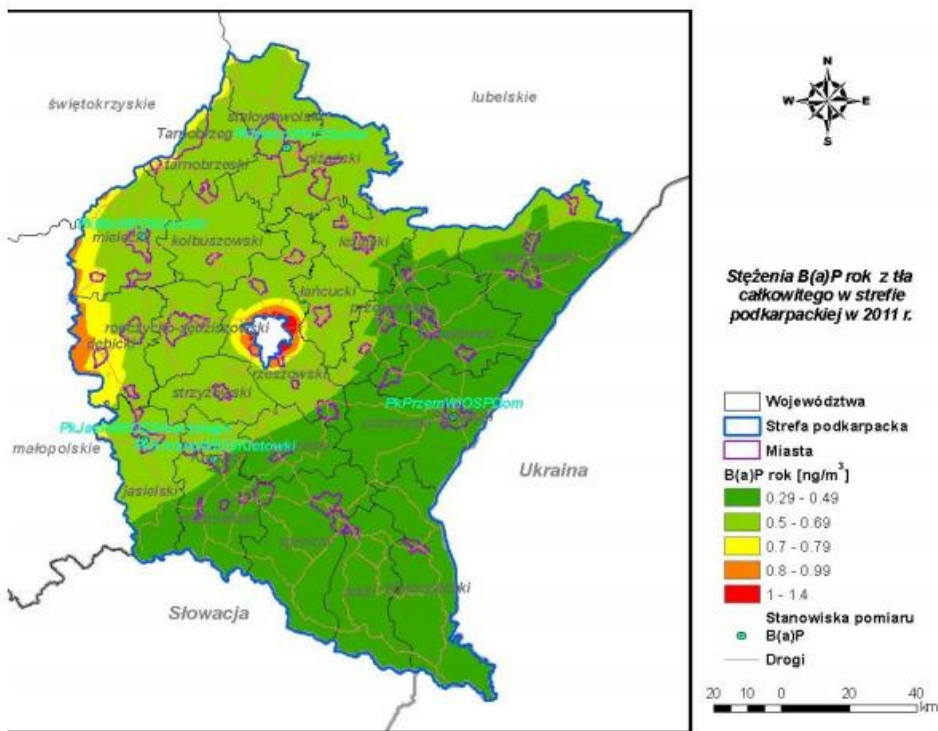 świętokrzyskie
lubelskie
N
W
E
S
stalowowolski
Tarnobrzeg
niżański
tarnobrzeski
mielecki
kolbuszowski
leżajski
łańcucki
ropczycko-sędziszowski
dębicki
rzeszowski
strzyżowski
PkPrzemWIOSPDom
małopolskie
jasielski
Ukraina
Słowacja
Stężenia B(a)P rok z tła
całkowitego w strefie
podkarpackiej w 2011 r.
Województwa
Strefa podkarpacka
Miasta
B(a)P rok [ng/m³]
0.29 - 0.49
0.5 - 0.69
0.7 - 0.79
0.8 - 0.99
1 - 1.4
Stanowiska pomiaru
B(a)P
Drogi
20 10 0 20 40
km